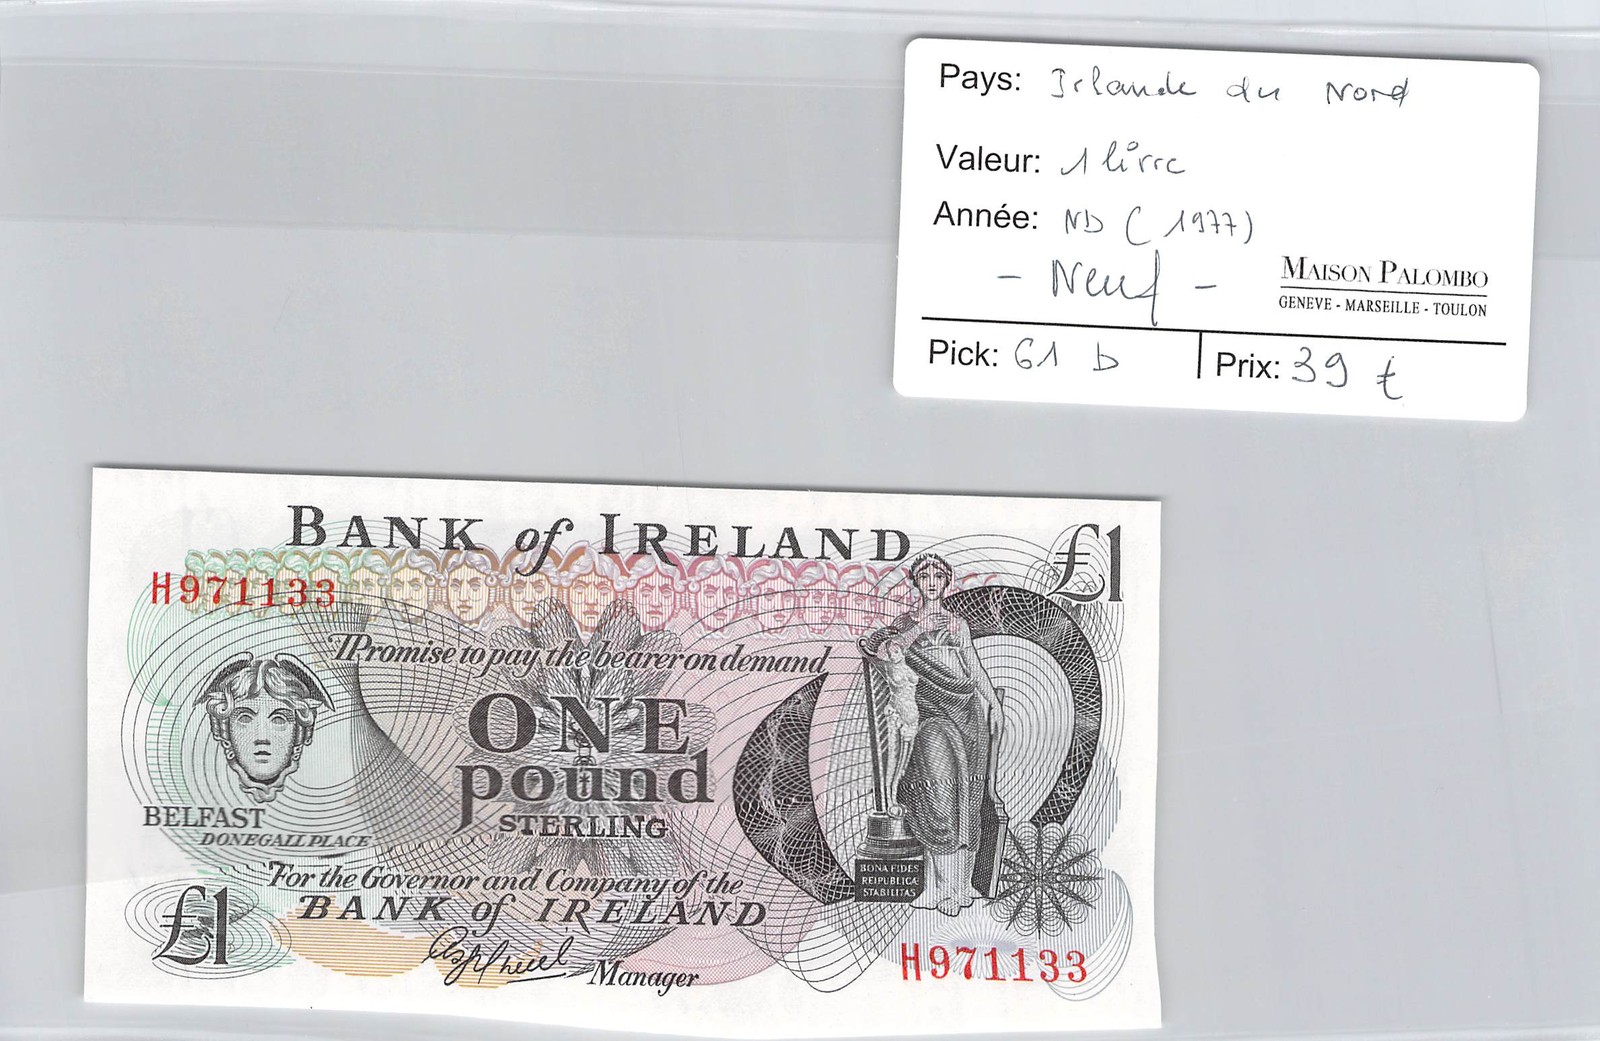 Pays: Irlande du Nord
Valeur: 1 livre
Année: ND (1977)
- Neuf -
MAISON PALOMBO
GENEVE - MARSEILLE - TOULON
Pick: 61 b
Prix: 39 €
BANK of IRELAND
£1
H971133
I Promise to pay the bearer on demand
ONE
pound
STERLING
BELFAST
DONEGALL PLACE
For the Governor and Company of the
BANK of IRELAND
BONA FIDES
REIPUBLICÆ
STABILITAS
£1
Manager
H971133